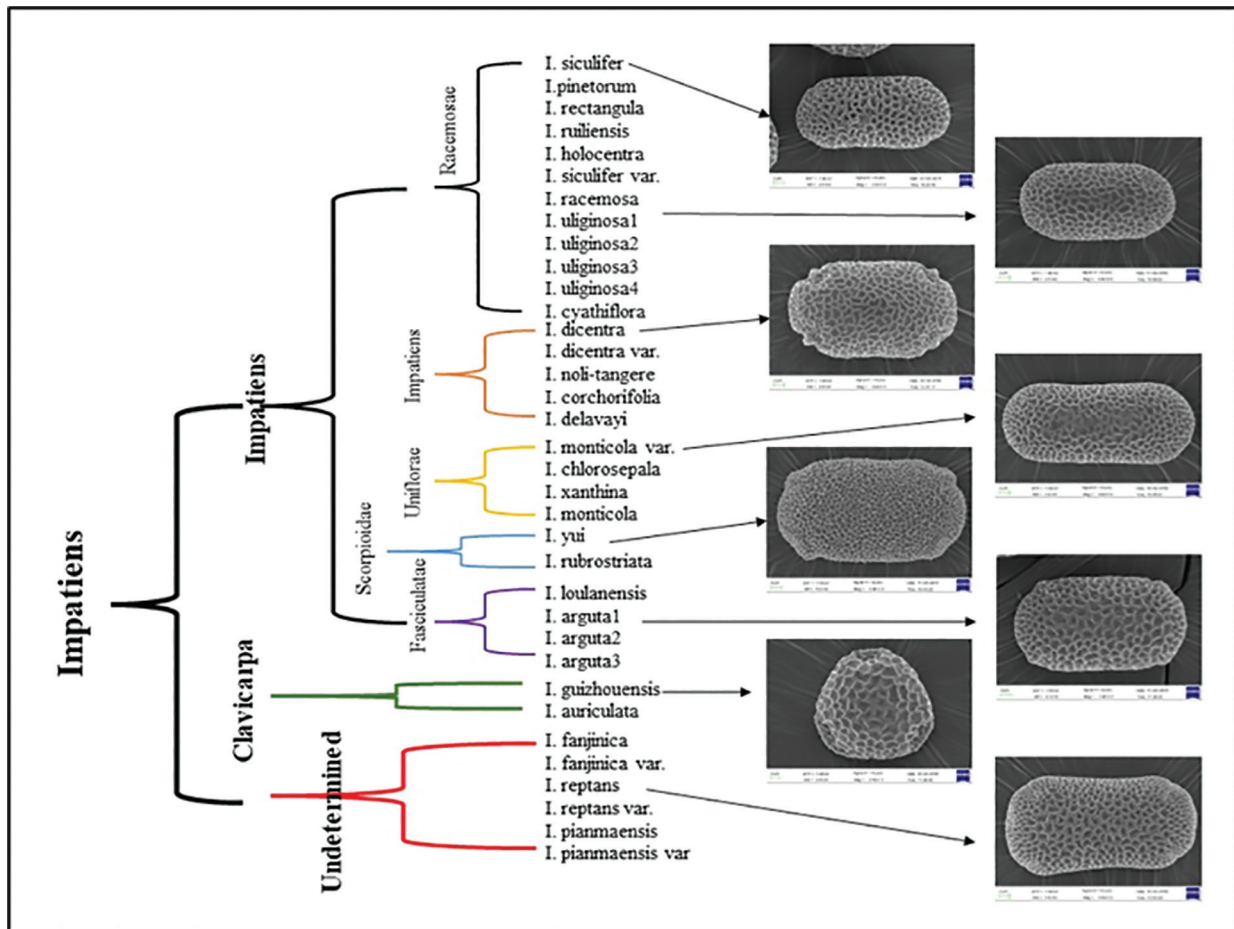 Impatiens
Impatiens
Clavicarpa
Undetermined
Racemosae
Impatiens
Uniflorae
Scorpioidae
Fasciculatae
I. siculifer
I.pinetorum
I. rectangula
I. ruiliensis
I. holocentra
I. siculifer var.
I. racemosa
I. uliginosa1
I. uliginosa2
I. uliginosa3
I. uliginosa4
I. cyathiflora
I. dicentra
I. dicentra var.
I. noli-tangere
I. corchorifolia
I. delavayi
I. monticola var.
I. chlorosepala
I. xanthina
I. monticola
I. yui
I. rubrostriata
I. loulanensis
I. arguta1
I. arguta2
I. arguta3
I. guizhouensis
I. auriculata
I. fanjinica
I. fanjinica var.
I. reptans
I. reptans var.
I. pianmaensis
I. pianmaensis var